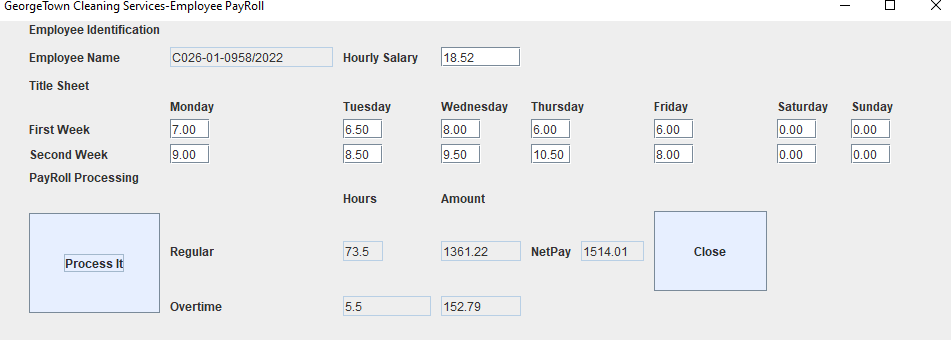 GeorgeTown Cleaning Services-Employee PayRoll
Employee Identification
Employee Name C026-01-0958/2022 Hourly Salary 18.52
Title Sheet
Monday Tuesday Wednesday Thursday Friday Saturday Sunday
First Week 7.00 6.50 8.00 6.00 6.00 0.00 0.00
Second Week 9.00 8.50 9.50 10.50 8.00 0.00 0.00
PayRoll Processing
Hours Amount
Process It Regular 73.5 1361.22 NetPay 1514.01 Close
Overtime 5.5 152.79